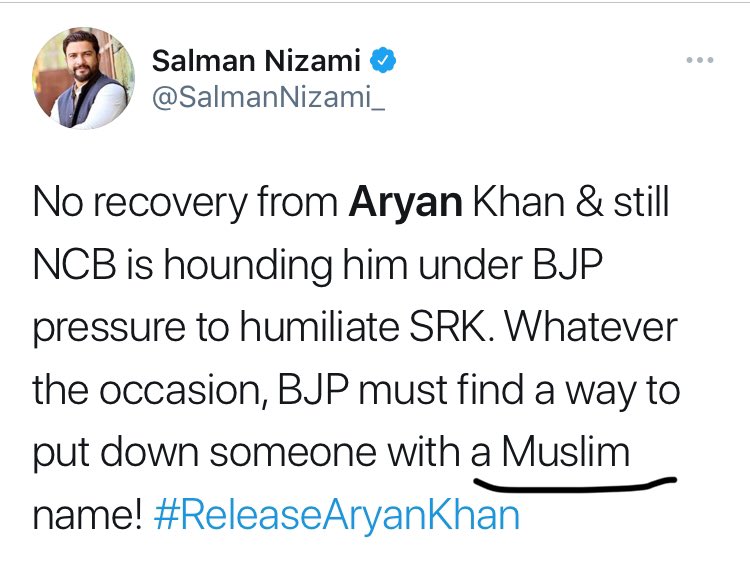 Salman Nizami
@SalmanNizami_
No recovery from Aryan Khan & still
NCB is hounding him under BJP
pressure to humiliate SRK. Whatever
the occasion, BJP must find a way to
put down someone with a Muslim
name! #ReleaseAryanKhan